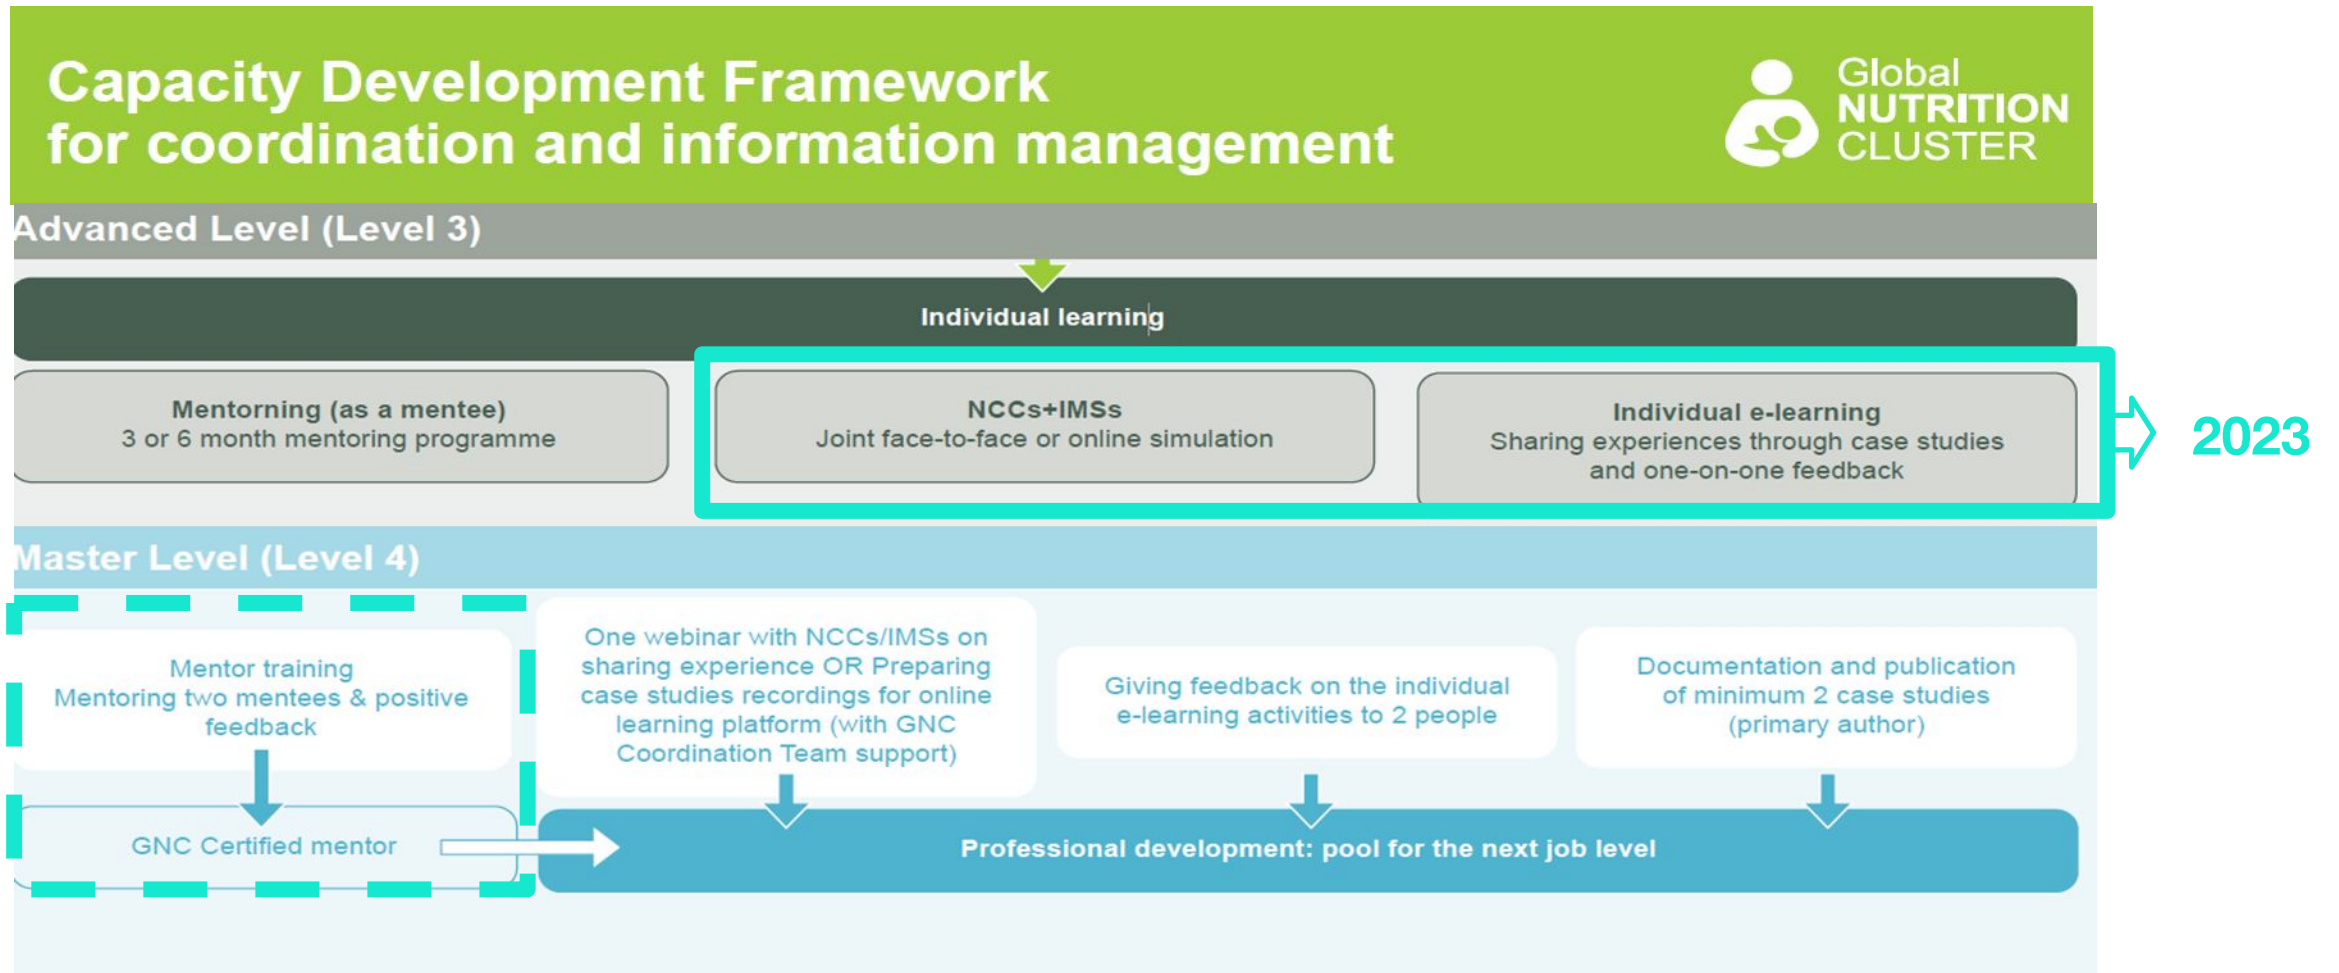 Capacity Development Framework
for coordination and information management
Global
NUTRITION
CLUSTER
Advanced Level (Level 3)
Individual learning
Mentorning (as a mentee)
3 or 6 month mentoring programme
NCCs+IMSs
Joint face-to-face or online simulation
Individual e-learning
Sharing experiences through case studies
and one-on-one feedback
2023
Master Level (Level 4)
Mentor training
Mentoring two mentees & positive
feedback
One webinar with NCCs/IMSs on
sharing experience OR Preparing
case studies recordings for online
learning platform (with GNC
Coordination Team support)
Giving feedback on the individual
e-learning activities to 2 people
Documentation and publication
of minimum 2 case studies
(primary author)
GNC Certified mentor
Professional development: pool for the next job level